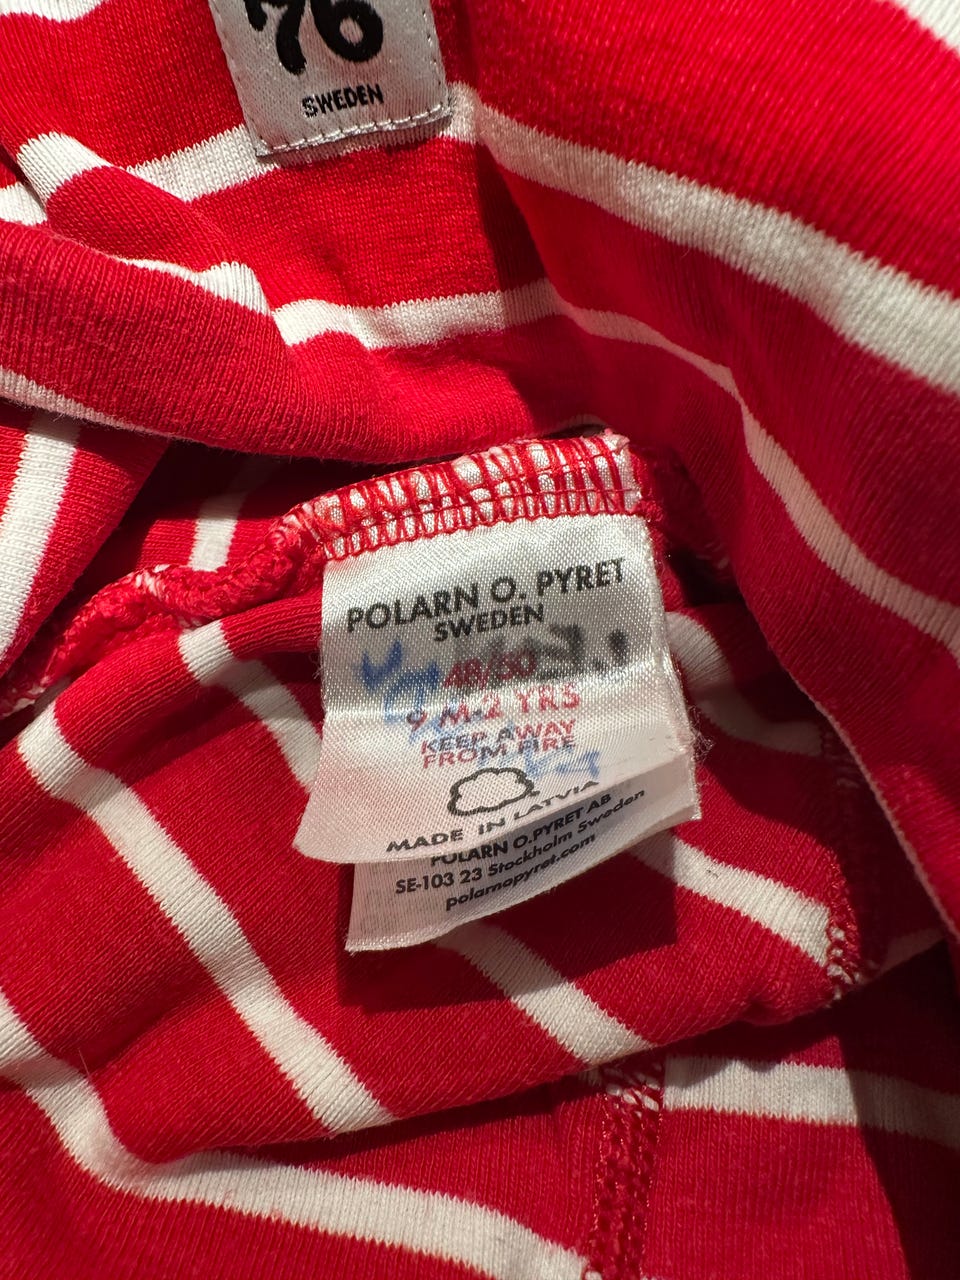 76
SWEDEN
POLARN O. PYRET
SWEDEN
48/50
9 M-2 YRS
KEEP AWAY
FROM FIRE
MADE IN LATVIA
POLARN O.PYRET AB
SE-103 23 Stockholm Sweden
polarnopyret.com